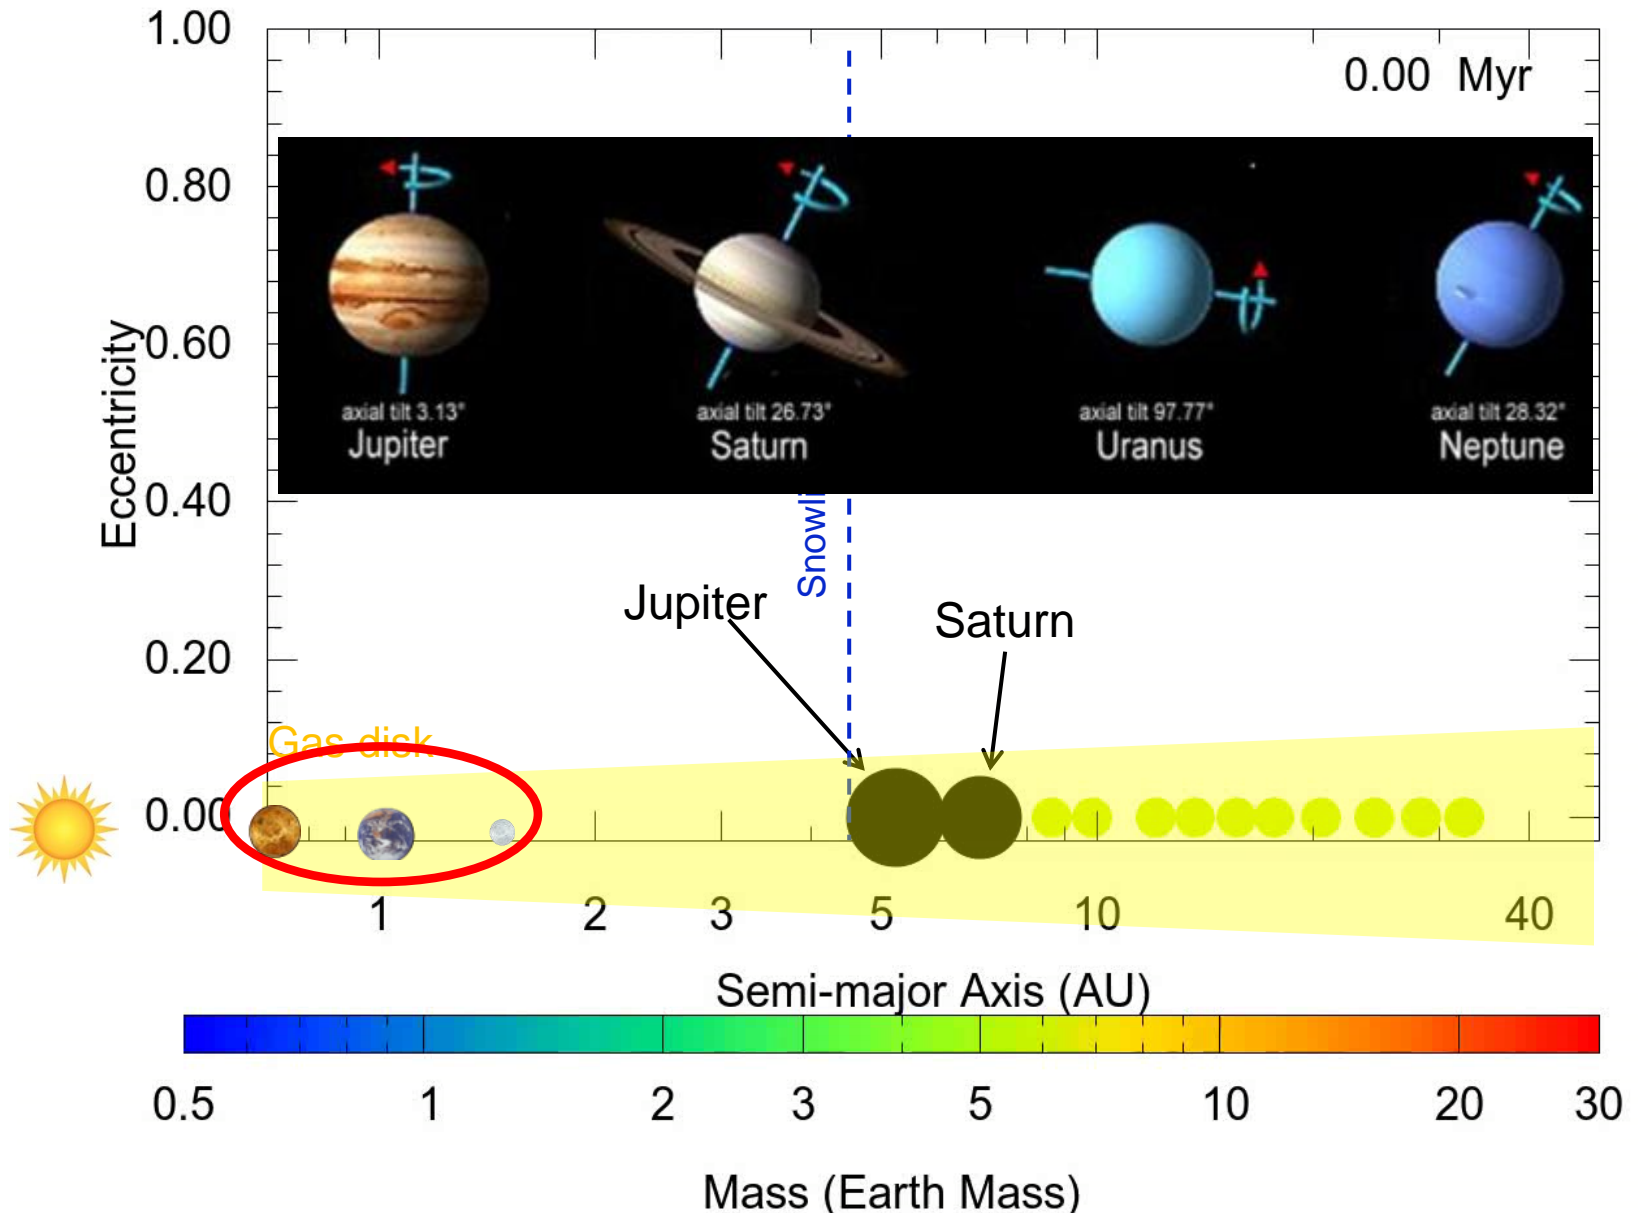 1.00
0.00 Myr
0.80
axial tilt 3.13°
Jupiter
axial tilt 26.73°
Saturn
axial tilt 97.77°
Uranus
axial tilt 28.32°
Neptune
0.60
Eccentricity
0.40
Snowli
Jupiter
Saturn
0.20
Gas disk
0.00
1 2 3 5 10 40
Semi-major Axis (AU)
0.5 1 2 3 5 10 20 30
Mass (Earth Mass)